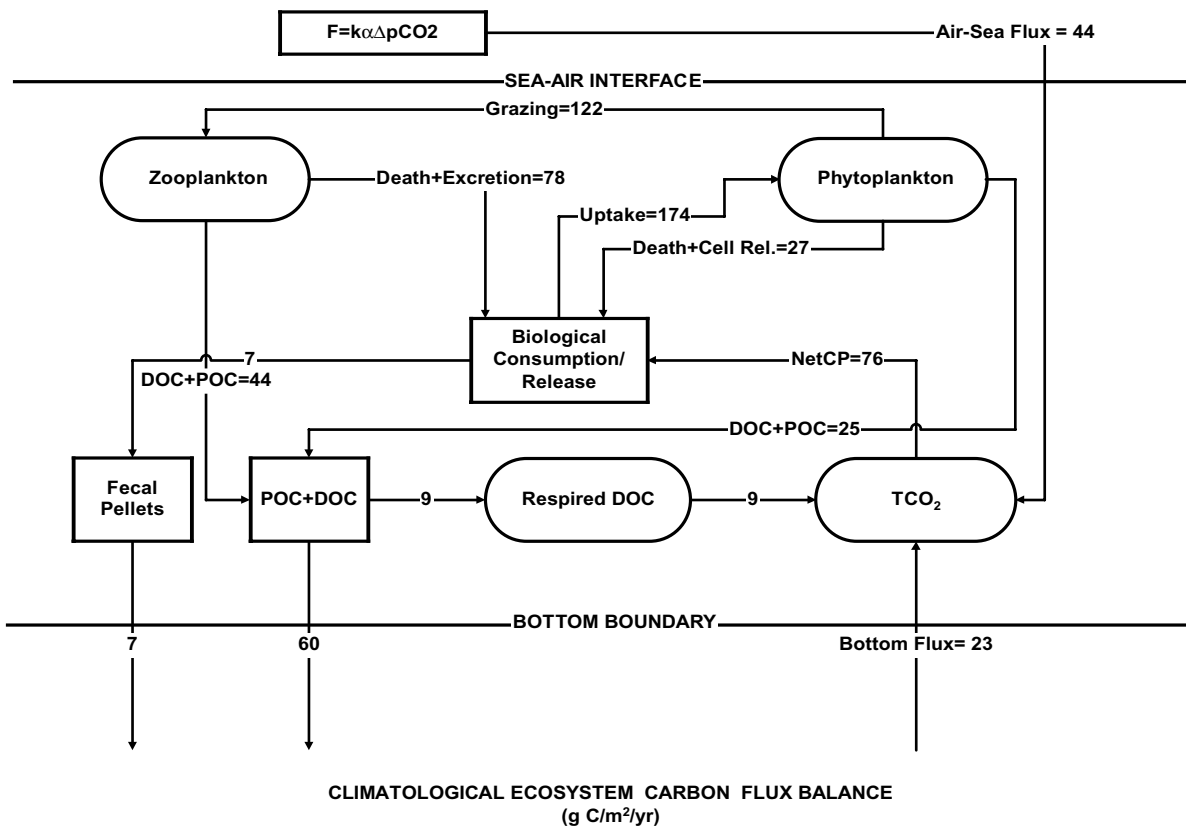 F=kαΔpCO2
Air-Sea Flux = 44
SEA-AIR INTERFACE
Grazing=122
Zooplankton
Death+Excretion=78
Phytoplankton
Uptake=174
Death+Cell Rel.=27
Biological
Consumption/
Release
7
NetCP=76
DOC+POC=44
DOC+POC=25
Fecal
Pellets
POC+DOC
9
Respired DOC
9
TCO₂
BOTTOM BOUNDARY
7
60
Bottom Flux= 23
CLIMATOLOGICAL ECOSYSTEM CARBON FLUX BALANCE
(g C/m²/yr)